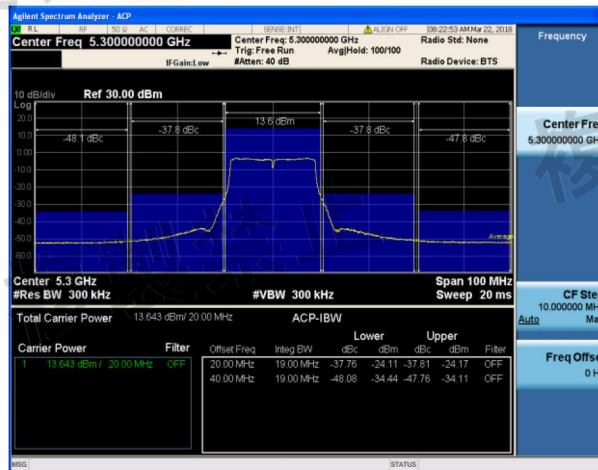 Agilent Spectrum Analyzer - ACP
RL RF 50 Ω AC CORREC SENSE:INT ALIGN OFF 08:22:53 AM Mar 22, 2018
Center Freq 5.300000000 GHz
Center Freq: 5.300000000 GHz
Radio Std: None
Trig: Free Run Avg|Hold: 100/100
IFGain:Low #Atten: 40 dB Radio Device: BTS
Frequency
10 dB/div Ref 30.00 dBm
Log
20.0
10.0
0.00
-10.0
-20.0
-30.0
-40.0
-50.0
-60.0
-48.1 dBc
-37.8 dBc
13.6 dBm
-37.8 dBc
-47.8 dBc
Average
Center Fre
5.300000000 GH
Center 5.3 GHz Span 100 MHz
#Res BW 300 kHz #VBW 300 kHz Sweep 20 ms
CF Ste
10.000000 MH
Auto Ma
Total Carrier Power 13.643 dBm/ 20.00 MHz ACP-IBW
Lower Upper
Carrier Power Filter Offset Freq Integ BW dBc dBm dBc dBm Filter
1 13.643 dBm / 20.00 MHz OFF
20.00 MHz 19.00 MHz -37.76 -24.11 -37.81 -24.17 OFF
40.00 MHz 19.00 MHz -48.08 -34.44 -47.76 -34.11 OFF
Freq Offse
0 H
MSG STATUS